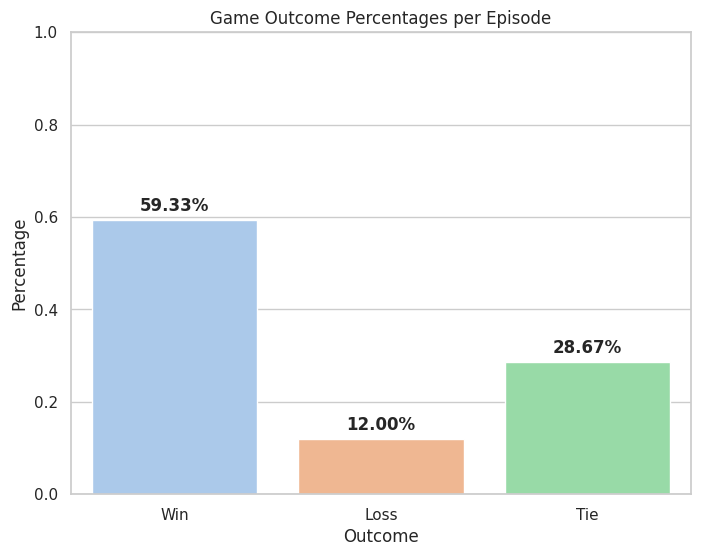 Game Outcome Percentages per Episode
1.0
0.8
0.6
0.4
0.2
0.0
Percentage
59.33%
12.00%
28.67%
Win
Loss
Tie
Outcome